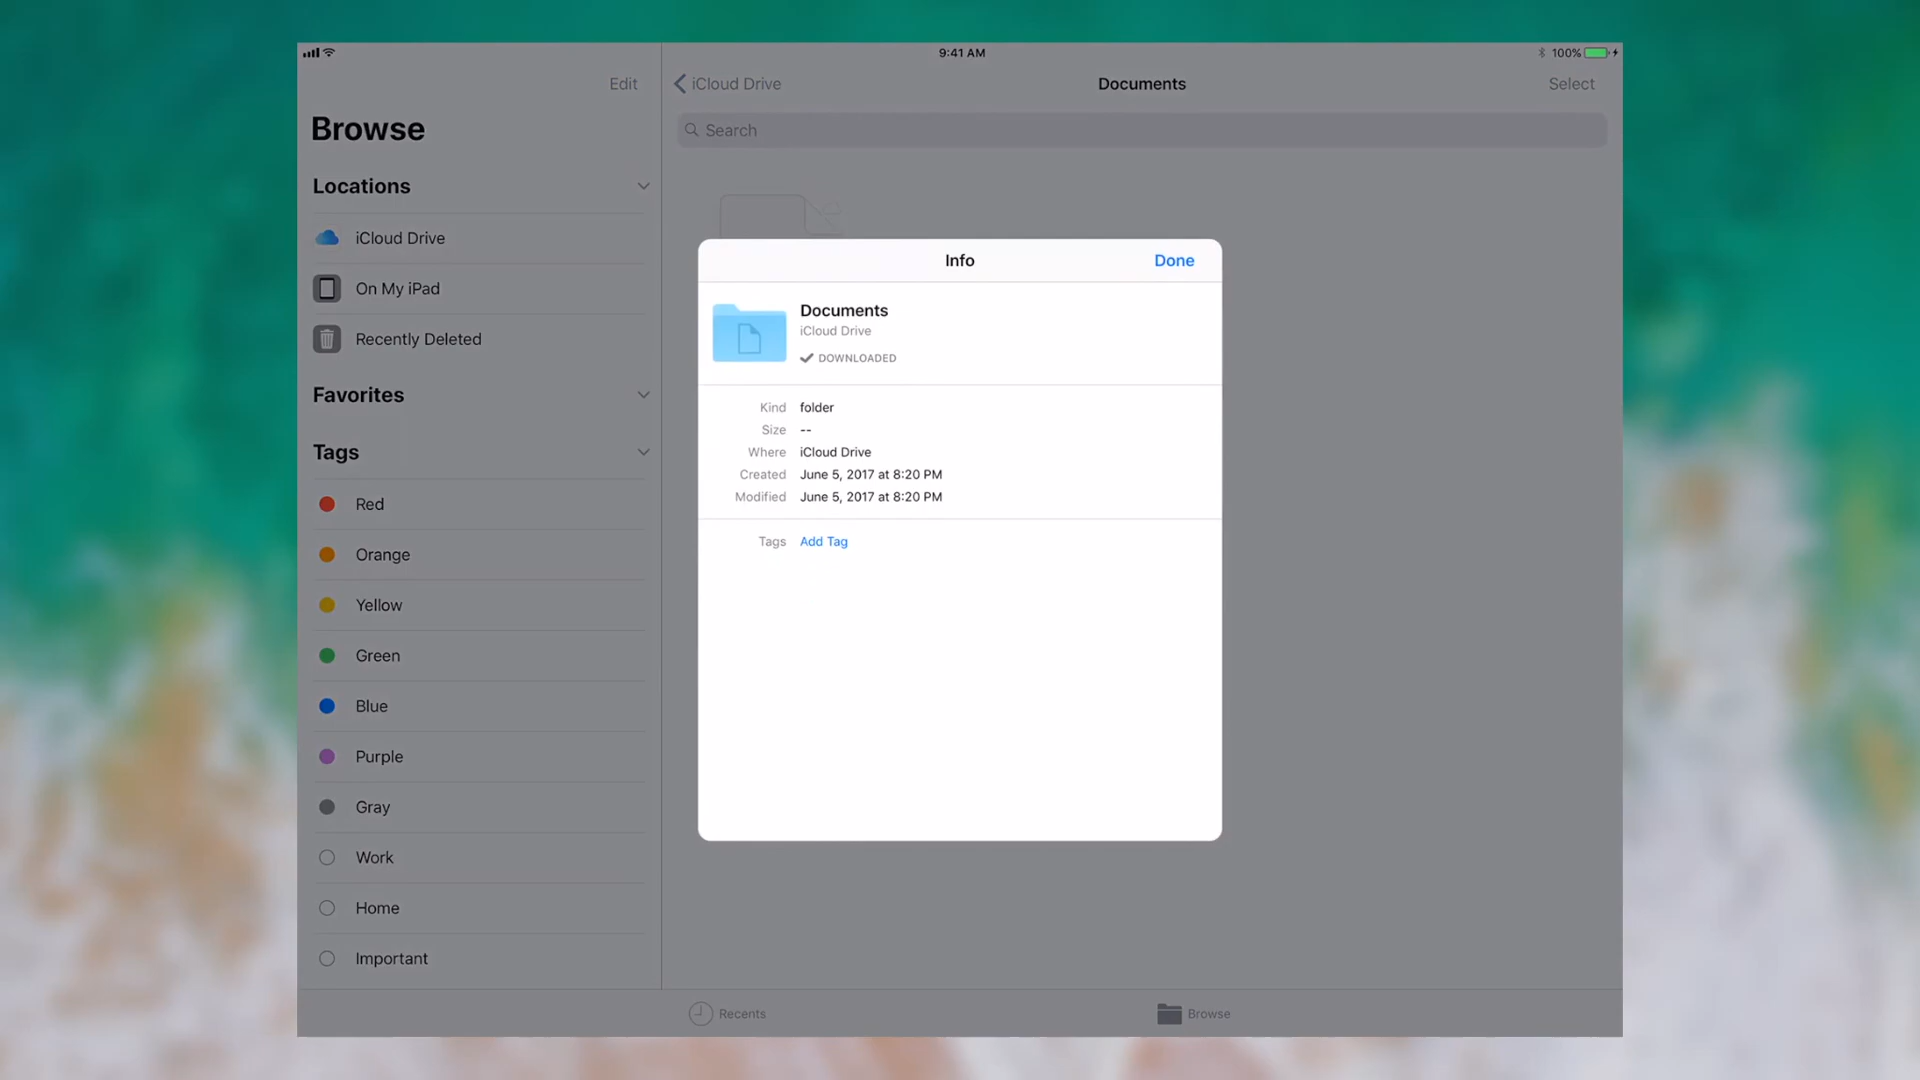 9:41 AM
100%
Edit
iCloud Drive
Documents
Select
Browse
Search
Locations
iCloud Drive
On My iPad
Recently Deleted
Favorites
Tags
Red
Orange
Yellow
Green
Blue
Purple
Gray
Work
Home
Important
Info
Done
Documents
iCloud Drive
DOWNLOADED
Kind folder
Size --
Where iCloud Drive
Created June 5, 2017 at 8:20 PM
Modified June 5, 2017 at 8:20 PM
Tags Add Tag
Recents
Browse